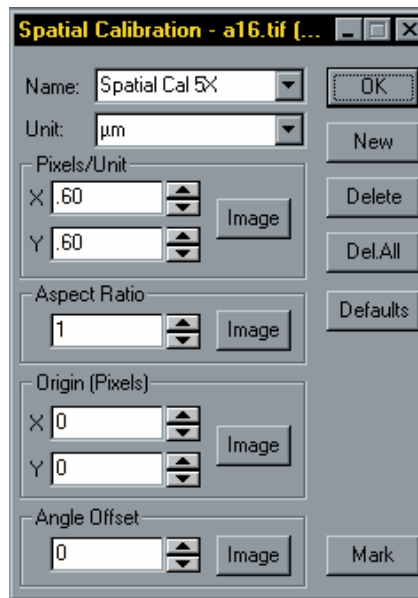 Spatial Calibration - a16.tif (...
Name: Spatial Cal 5X OK
Unit: µm New
Pixels/Unit
X .60 Image Delete
Y .60 Del.All
Aspect Ratio Defaults
1 Image
Origin (Pixels)
X 0 Image
Y 0
Angle Offset
0 Image Mark